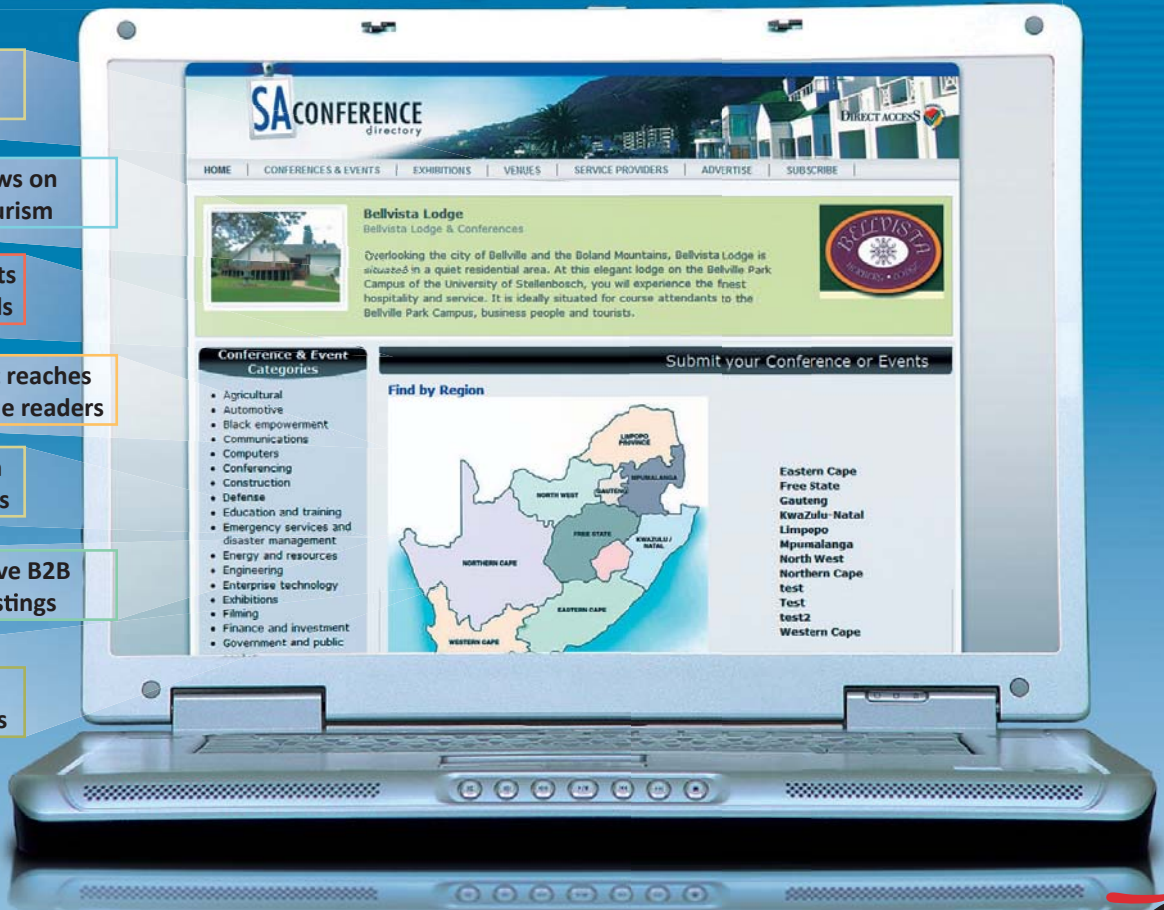 ws on
urism
ts
ls
reaches
e readers
s
ve B2B
stings
s
SACONFERENCE
directory
DIRECT ACCESS
HOME | CONFERENCES & EVENTS | EXHIBITIONS | VENUES | SERVICE PROVIDERS | ADVERTISE | SUBSCRIBE |
Bellvista Lodge
Bellvista Lodge & Conferences
Overlooking the city of Bellville and the Boland Mountains, Bellvista Lodge is
situated in a quiet residential area. At this elegant lodge on the Belville Park
Campus of the University of Stellenbosch, you will experience the finest
hospitality and service. It is ideally situated for course attendants to the
Bellville Park Campus, business people and tourists.
BELLVISTA
LODGE
Conference & Event
Categories
• Agricultural
• Automotive
• Black empowerment
• Communications
• Computers
• Conferencing
• Construction
• Defense
• Education and training
• Emergency services and
disaster management
• Energy and resources
• Engineering
• Enterprise technology
• Exhibitions
• Filming
• Finance and investment
• Government and public
Submit your Conference or Events
Find by Region
LIMPOPO
PROVINCE
MPUMALANGA
GAUTENG
NORTH WEST
FREE STATE
KWAZULU /
NATAL
NORTHERN CAPE
EASTERN CAPE
WESTERN CAPE
Eastern Cape
Free State
Gauteng
KwaZulu-Natal
Limpopo
Mpumalanga
North West
Northern Cape
test
Test
test2
Western Cape